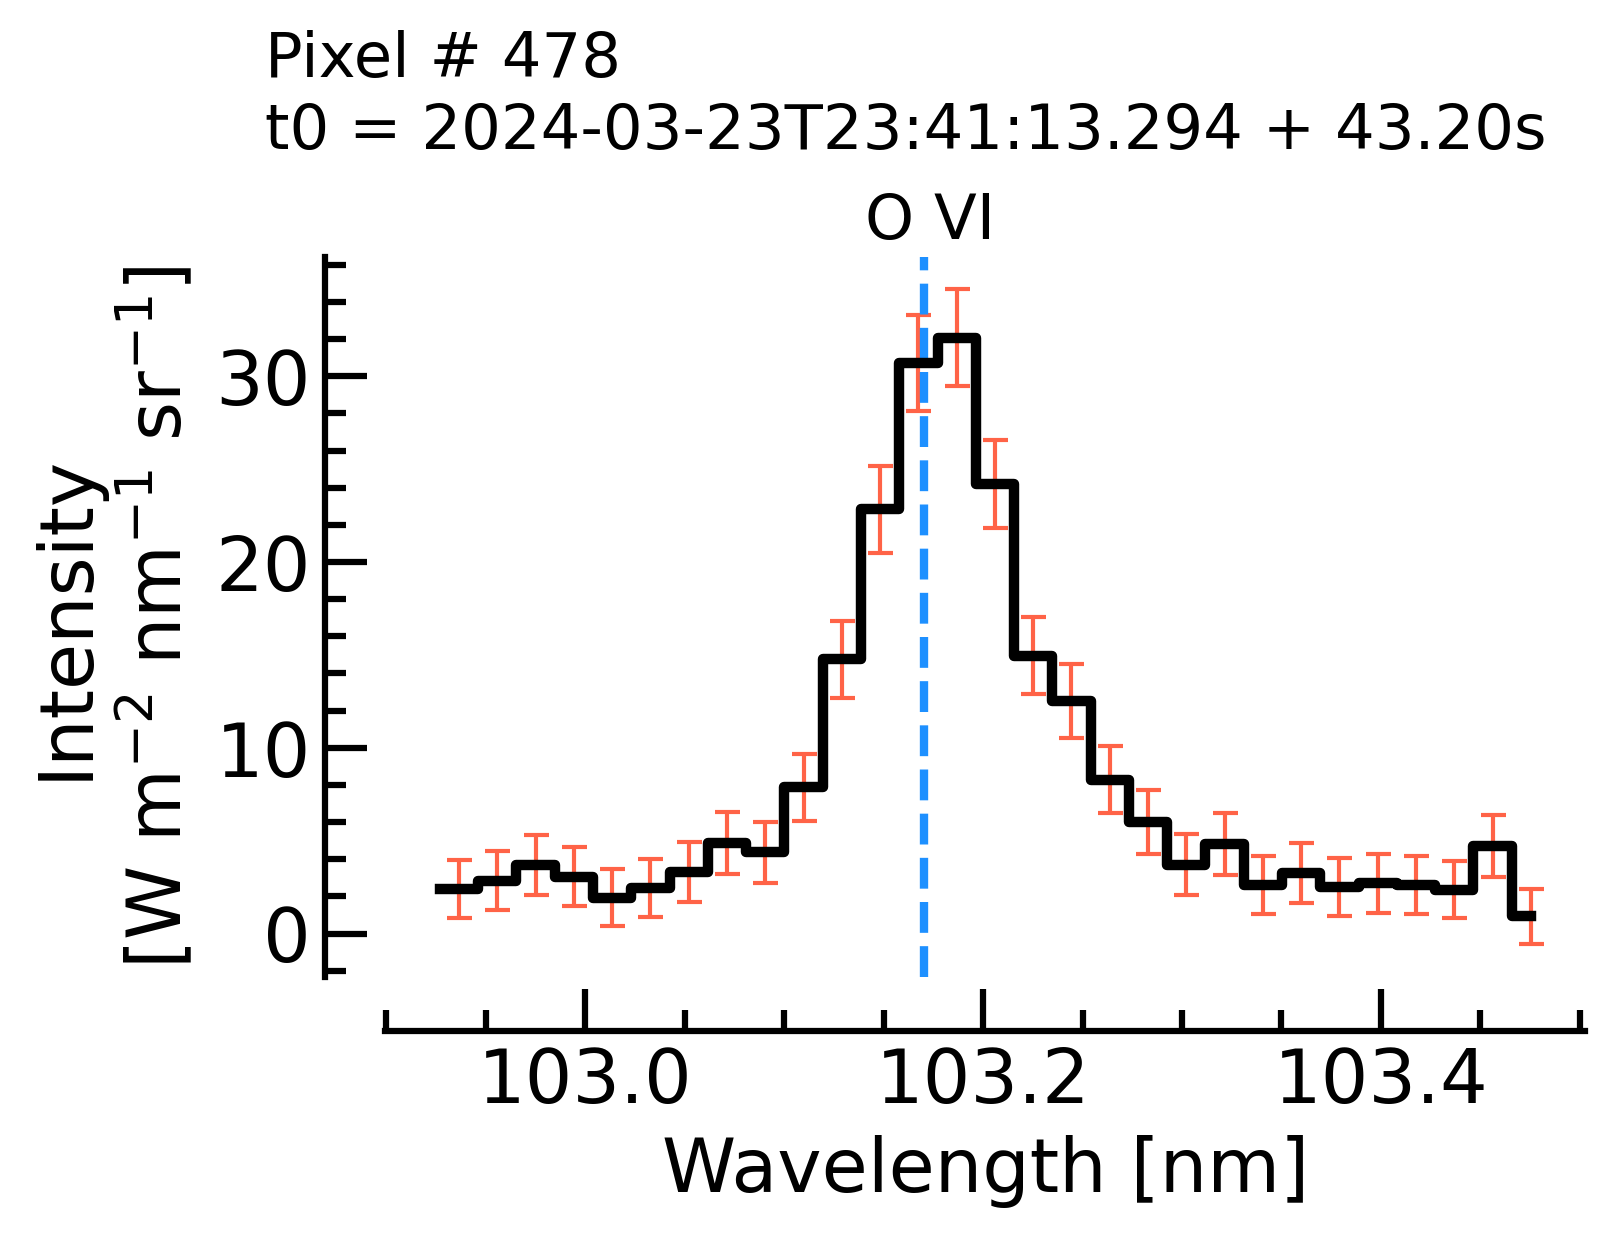 Pixel # 478
t0 = 2024-03-23T23:41:13.294 + 43.20s
O VI
Intensity
[W m⁻² nm⁻¹ sr⁻¹]
30
20
10
0
103.0 103.2 103.4
Wavelength [nm]